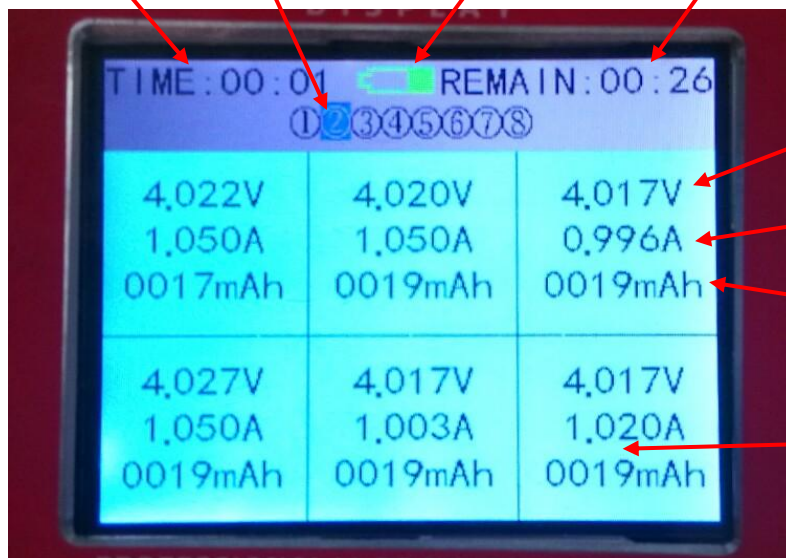 DISPLAY
TIME:00:01 REMAIN:00:26
①②③④⑤⑥⑦⑧
4.022V 4.020V 4.017V
1.050A 1.050A 0.996A
0017mAh 0019mAh 0019mAh
4.027V 4.017V 4.017V
1.050A 1.003A 1.020A
0019mAh 0019mAh 0019mAh